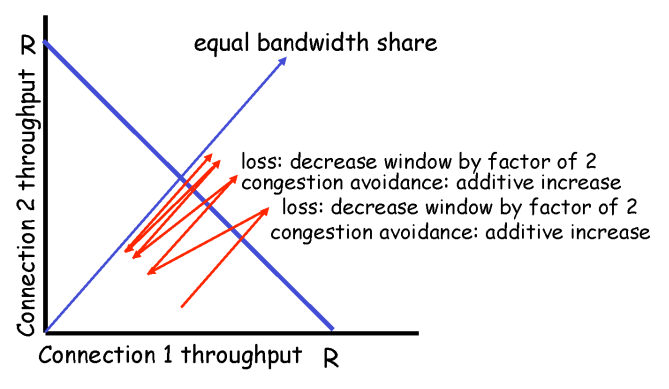 R
equal bandwidth share
Connection 2 throughput
loss: decrease window by factor of 2
congestion avoidance: additive increase
loss: decrease window by factor of 2
congestion avoidance: additive increase
Connection 1 throughput
R